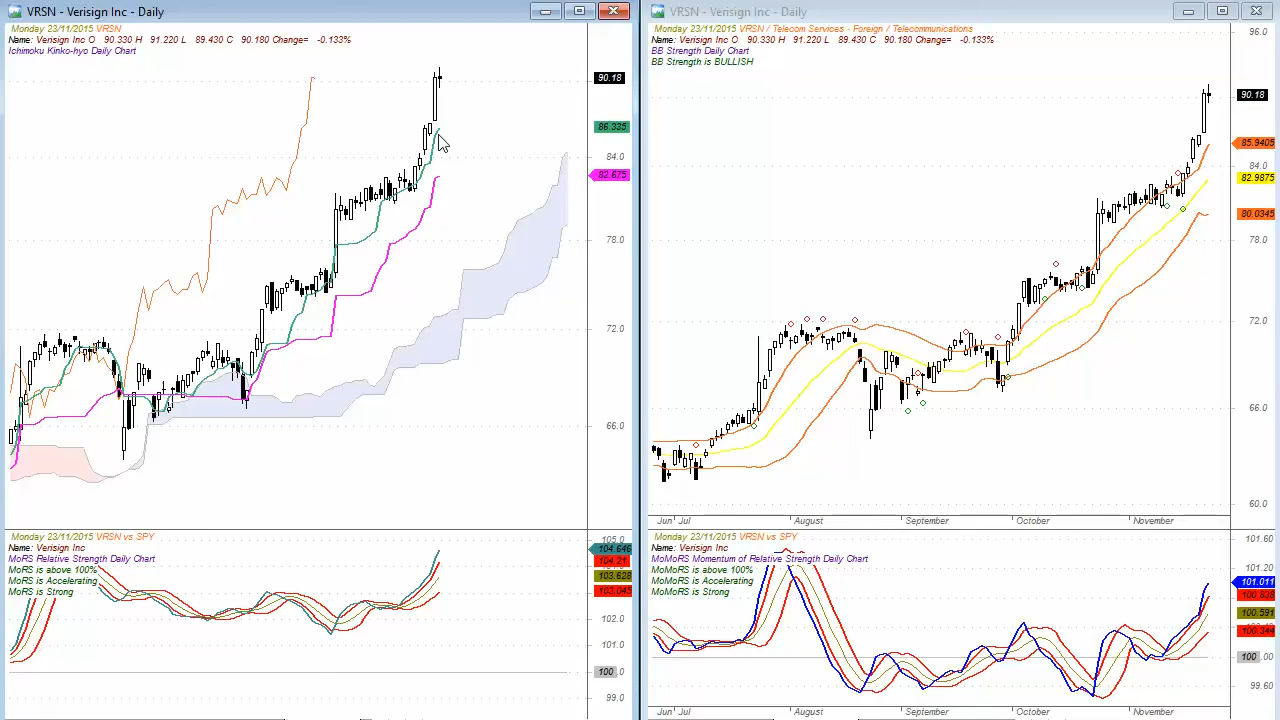 VRSN - Verisign Inc - Daily
Monday 23/11/2015 VRSN
Name: Verisign Inc O 90.330 H 91.220 L 89.430 C 90.180 Change= -0.133%
Ichimoku Kinko-hyo Daily Chart
90.18
86.335
84.0
82.675
78.0
72.0
66.0
Monday 23/11/2015 VRSN vs SPY
Name: Verisign Inc
MoRS Relative Strength Daily Chart
MoRS is above 100%
MoRS is Accelerating
MoRS is Strong
105.0
104.646
104.21
103.628
103.045
102.0
101.0
100
99.0
VRSN - Verisign Inc - Daily
Monday 23/11/2015 VRSN / Telecom Services - Foreign / Telecommunications
Name: Verisign Inc O 90.330 H 91.220 L 89.430 C 90.180 Change= -0.133%
BB Strength Daily Chart
BB Strength is BULLISH
96.0
90.18
85.9405
84.0
82.9875
80.0345
78.0
72.0
66.0
60.0
Jun Jul August September October November
Monday 23/11/2015 VRSN vs SPY
Name: Verisign Inc
MoMoRS Momentum of Relative Strength Daily Chart
MoMoRS is above 100%
MoMoRS is Accelerating
MoMoRS is Strong
101.60
101.20
101.011
100.838
100.591
100.344
100
99.60
Jun Jul August September October November